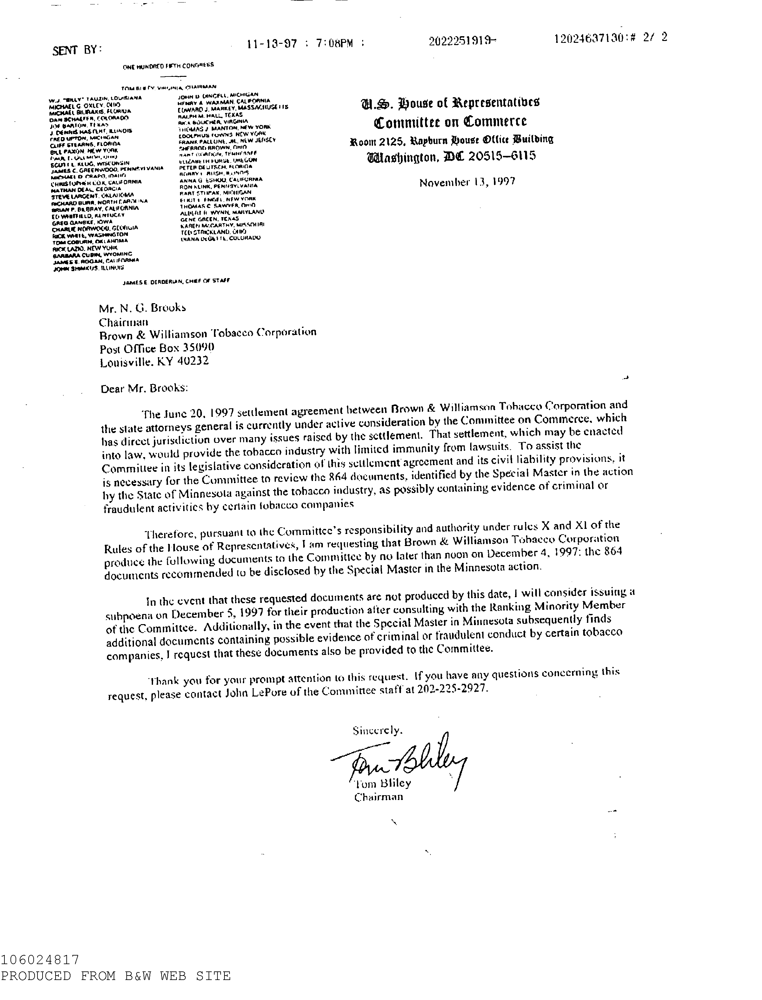 SENT BY:
11-13-97 ; 7:08PM ;
2022251919-
12024637130:# 2/ 2
ONE HUNDRED FIFTH CONGRESS
TOM BLILEY, VIRGINIA, CHAIRMAN
W.J. "BILLY" TAUZIN, LOUISIANA
MICHAEL G. OXLEY, OHIO
MICHAEL BILIRAKIS, FLORIDA
DAN SCHAEFER, COLORADO
JOE BARTON, TEXAS
J. DENNIS HASTERT, ILLINOIS
FRED UPTON, MICHIGAN
CLIFF STEARNS, FLORIDA
BILL PAXON, NEW YORK
PAUL E. GILLMOR, OHIO
SCOTT L. KLUG, WISCONSIN
JAMES C. GREENWOOD, PENNSYLVANIA
MICHAEL D. CRAPO, IDAHO
CHRISTOPHER COX, CALIFORNIA
NATHAN DEAL, GEORGIA
STEVE LARGENT, OKLAHOMA
RICHARD BURR, NORTH CAROLINA
BRIAN P. BILBRAY, CALIFORNIA
ED WHITFIELD, KENTUCKY
GREG GANSKE, IOWA
CHARLIE NORWOOD, GEORGIA
RICK WHITE, WASHINGTON
TOM COBURN, OKLAHOMA
RICK LAZIO, NEW YORK
BARBARA CUBIN, WYOMING
JAMES E. ROGAN, CALIFORNIA
JOHN SHIMKUS, ILLINOIS
JOHN D. DINGELL, MICHIGAN
HENRY A. WAXMAN, CALIFORNIA
EDWARD J. MARKEY, MASSACHUSETTS
RALPH M. HALL, TEXAS
RICK BOUCHER, VIRGINIA
THOMAS J. MANTON, NEW YORK
EDOLPHUS TOWNS, NEW YORK
FRANK PALLONE, JR., NEW JERSEY
SHERROD BROWN, OHIO
BART GORDON, TENNESSEE
ELIZABETH FURSE, OREGON
PETER DEUTSCH, FLORIDA
BOBBY L. RUSH, ILLINOIS
ANNA G. ESHOO, CALIFORNIA
RON KLINK, PENNSYLVANIA
BART STUPAK, MICHIGAN
ELIOT L. ENGEL, NEW YORK
THOMAS C. SAWYER, OHIO
ALBERT R. WYNN, MARYLAND
GENE GREEN, TEXAS
KAREN McCARTHY, MISSOURI
TED STRICKLAND, OHIO
DIANA DEGETTE, COLORADO
JAMES E. DERDERIAN, CHIEF OF STAFF
U.S. House of Representatives
Committee on Commerce
Room 2125, Rayburn House Office Building
Washington, DC 20515-6115
November 13, 1997
Mr. N. G. Brooks
Chairman
Brown & Williamson Tobacco Corporation
Post Office Box 35090
Louisville, KY 40232
Dear Mr. Brooks:
The June 20, 1997 settlement agreement between Brown & Williamson Tobacco Corporation and
the state attorneys general is currently under active consideration by the Committee on Commerce, which
has direct jurisdiction over many issues raised by the settlement. That settlement, which may be enacted
into law, would provide the tobacco industry with limited immunity from lawsuits. To assist the
Committee in its legislative consideration of this settlement agreement and its civil liability provisions, it
is necessary for the Committee to review the 864 documents, identified by the Special Master in the action
by the State of Minnesota against the tobacco industry, as possibly containing evidence of criminal or
fraudulent activities by certain tobacco companies
Therefore, pursuant to the Committee's responsibility and authority under rules X and XI of the
Rules of the House of Representatives, I am requesting that Brown & Williamson Tobacco Corporation
produce the following documents to the Committee by no later than noon on December 4, 1997: the 864
documents recommended to be disclosed by the Special Master in the Minnesota action.
In the event that these requested documents are not produced by this date, I will consider issuing a
subpoena on December 5, 1997 for their production after consulting with the Ranking Minority Member
of the Committee. Additionally, in the event that the Special Master in Minnesota subsequently finds
additional documents containing possible evidence of criminal or fraudulent conduct by certain tobacco
companies, I request that these documents also be provided to the Committee.
Thank you for your prompt attention to this request. If you have any questions concerning this
request, please contact John LePore of the Committee staff at 202-225-2927.
Sincerely,
Tom Bliley
Tom Bliley
Chairman
106024817
PRODUCED FROM B&W WEB SITE